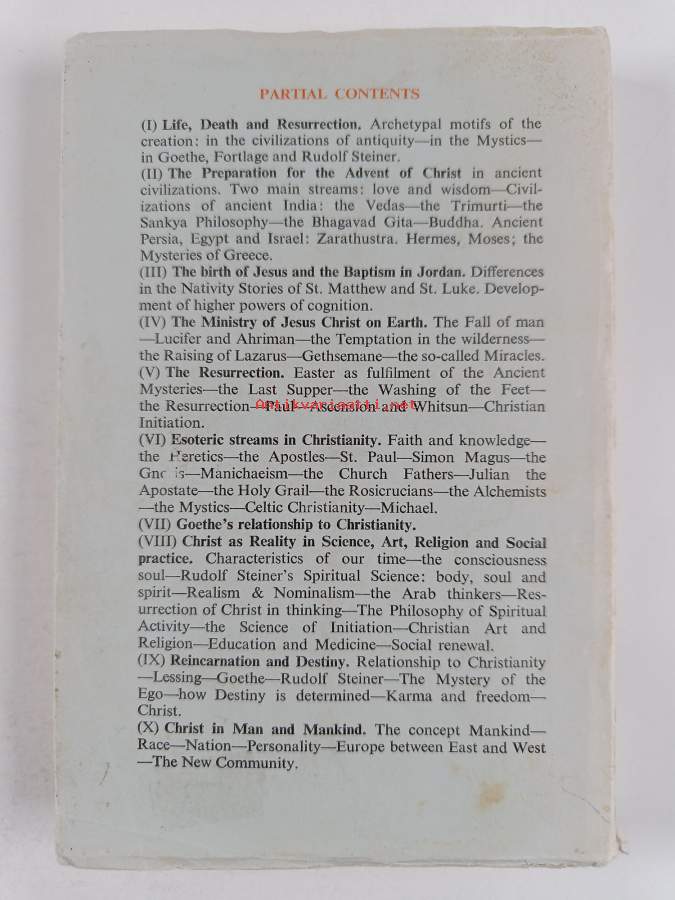 PARTIAL CONTENTS
(I) Life, Death and Resurrection. Archetypal motifs of the
creation: in the civilizations of antiquity—in the Mystics—
in Goethe, Fortlage and Rudolf Steiner.
(II) The Preparation for the Advent of Christ in ancient
civilizations. Two main streams: love and wisdom—Civil-
izations of ancient India: the Vedas—the Trimurti—the
Sankya Philosophy—the Bhagavad Gita—Buddha. Ancient
Persia, Egypt and Israel: Zarathustra. Hermes, Moses; the
Mysteries of Greece.
(III) The birth of Jesus and the Baptism in Jordan. Differences
in the Nativity Stories of St. Matthew and St. Luke. Develop-
ment of higher powers of cognition.
(IV) The Ministry of Jesus Christ on Earth. The Fall of man
—Lucifer and Ahriman—the Temptation in the wilderness—
the Raising of Lazarus—Gethsemane—the so-called Miracles.
(V) The Resurrection. Easter as fulfilment of the Ancient
Mysteries—the Last Supper—the Washing of the Feet—
the Resurrection—Paul—Ascension and Whitsun—Christian
Antikvariaatti.net
Initiation.
(VI) Esoteric streams in Christianity. Faith and knowledge—
the Heretics—the Apostles—St. Paul—Simon Magus—the
Gnosis—Manichaeism—the Church Fathers—Julian the
Apostate—the Holy Grail—the Rosicrucians—the Alchemists
—the Mystics—Celtic Christianity—Michael.
(VII) Goethe's relationship to Christianity.
(VIII) Christ as Reality in Science, Art, Religion and Social
practice. Characteristics of our time—the consciousness
soul—Rudolf Steiner's Spiritual Science: body, soul and
spirit—Realism & Nominalism—the Arab thinkers—Res-
urrection of Christ in thinking—The Philosophy of Spiritual
Activity—the Science of Initiation—Christian Art and
Religion—Education and Medicine—Social renewal.
(IX) Reincarnation and Destiny. Relationship to Christianity
—Lessing—Goethe—Rudolf Steiner—The Mystery of the
Ego—how Destiny is determined—Karma and freedom—
Christ.
(X) Christ in Man and Mankind. The concept Mankind—
Race—Nation—Personality—Europe between East and West
—The New Community.